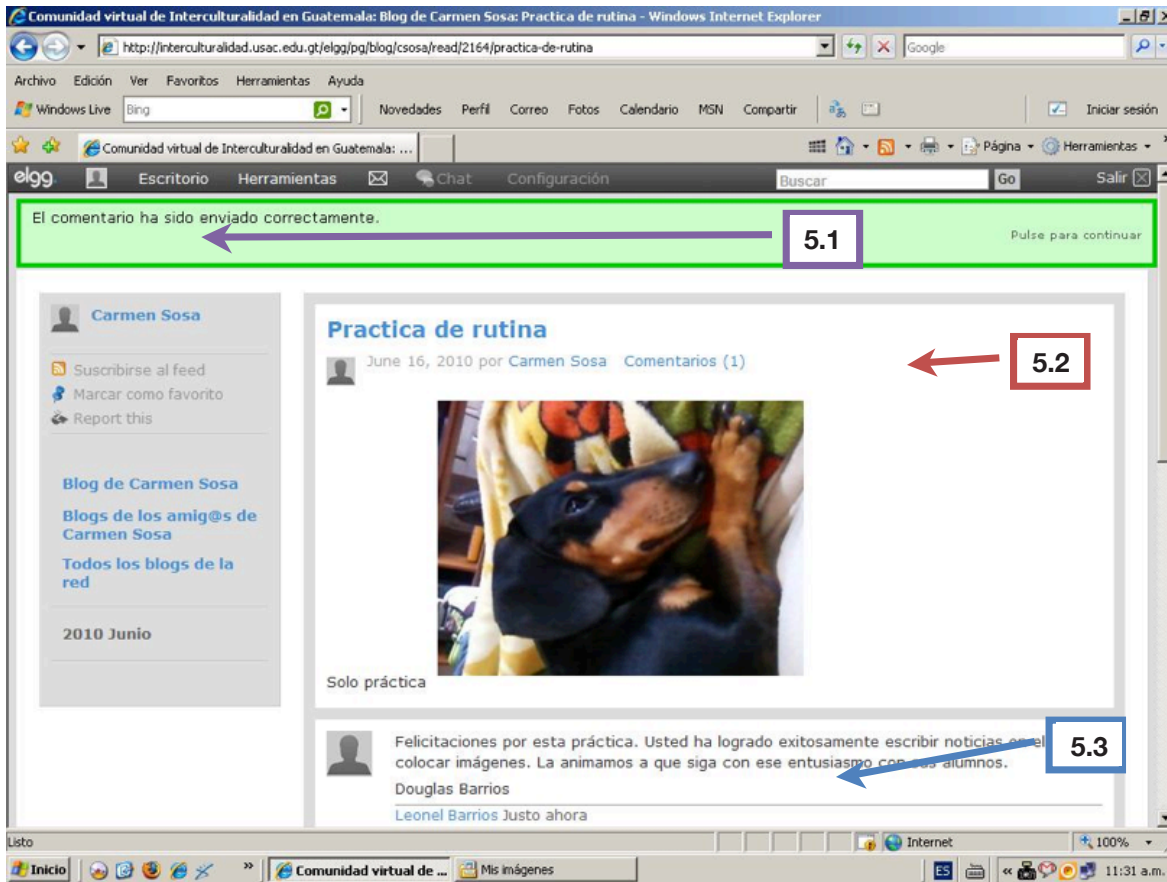 Comunidad virtual de Interculturalidad en Guatemala: Blog de Carmen Sosa: Practica de rutina - Windows Internet Explorer
http://interculturalidad.usac.edu.gt/elgg/pg/blog/csosa/read/2164/practica-de-rutina
Google
Archivo Edición Ver Favoritos Herramientas Ayuda
Windows Live Bing Novedades Perfil Correo Fotos Calendario MSN Compartir Iniciar sesión
Comunidad virtual de Interculturalidad en Guatemala: ... Página Herramientas
elgg. Escritorio Herramientas Chat Configuración Buscar Go Salir
El comentario ha sido enviado correctamente.
5.1
Pulse para continuar
Carmen Sosa
Suscribirse al feed
Marcar como favorito
Report this
Blog de Carmen Sosa
Blogs de los amig@s de
Carmen Sosa
Todos los blogs de la
red
2010 Junio
Practica de rutina
June 16, 2010 por Carmen Sosa Comentarios (1)
5.2
Solo práctica
Felicitaciones por esta práctica. Usted ha logrado exitosamente escribir noticias en el
colocar imágenes. La animamos a que siga con ese entusiasmo con sus alumnos.
5.3
Douglas Barrios
Leonel Barrios Justo ahora
Listo Internet 100%
Inicio » Comunidad virtual de ... Mis imágenes ES « 11:31 a.m.